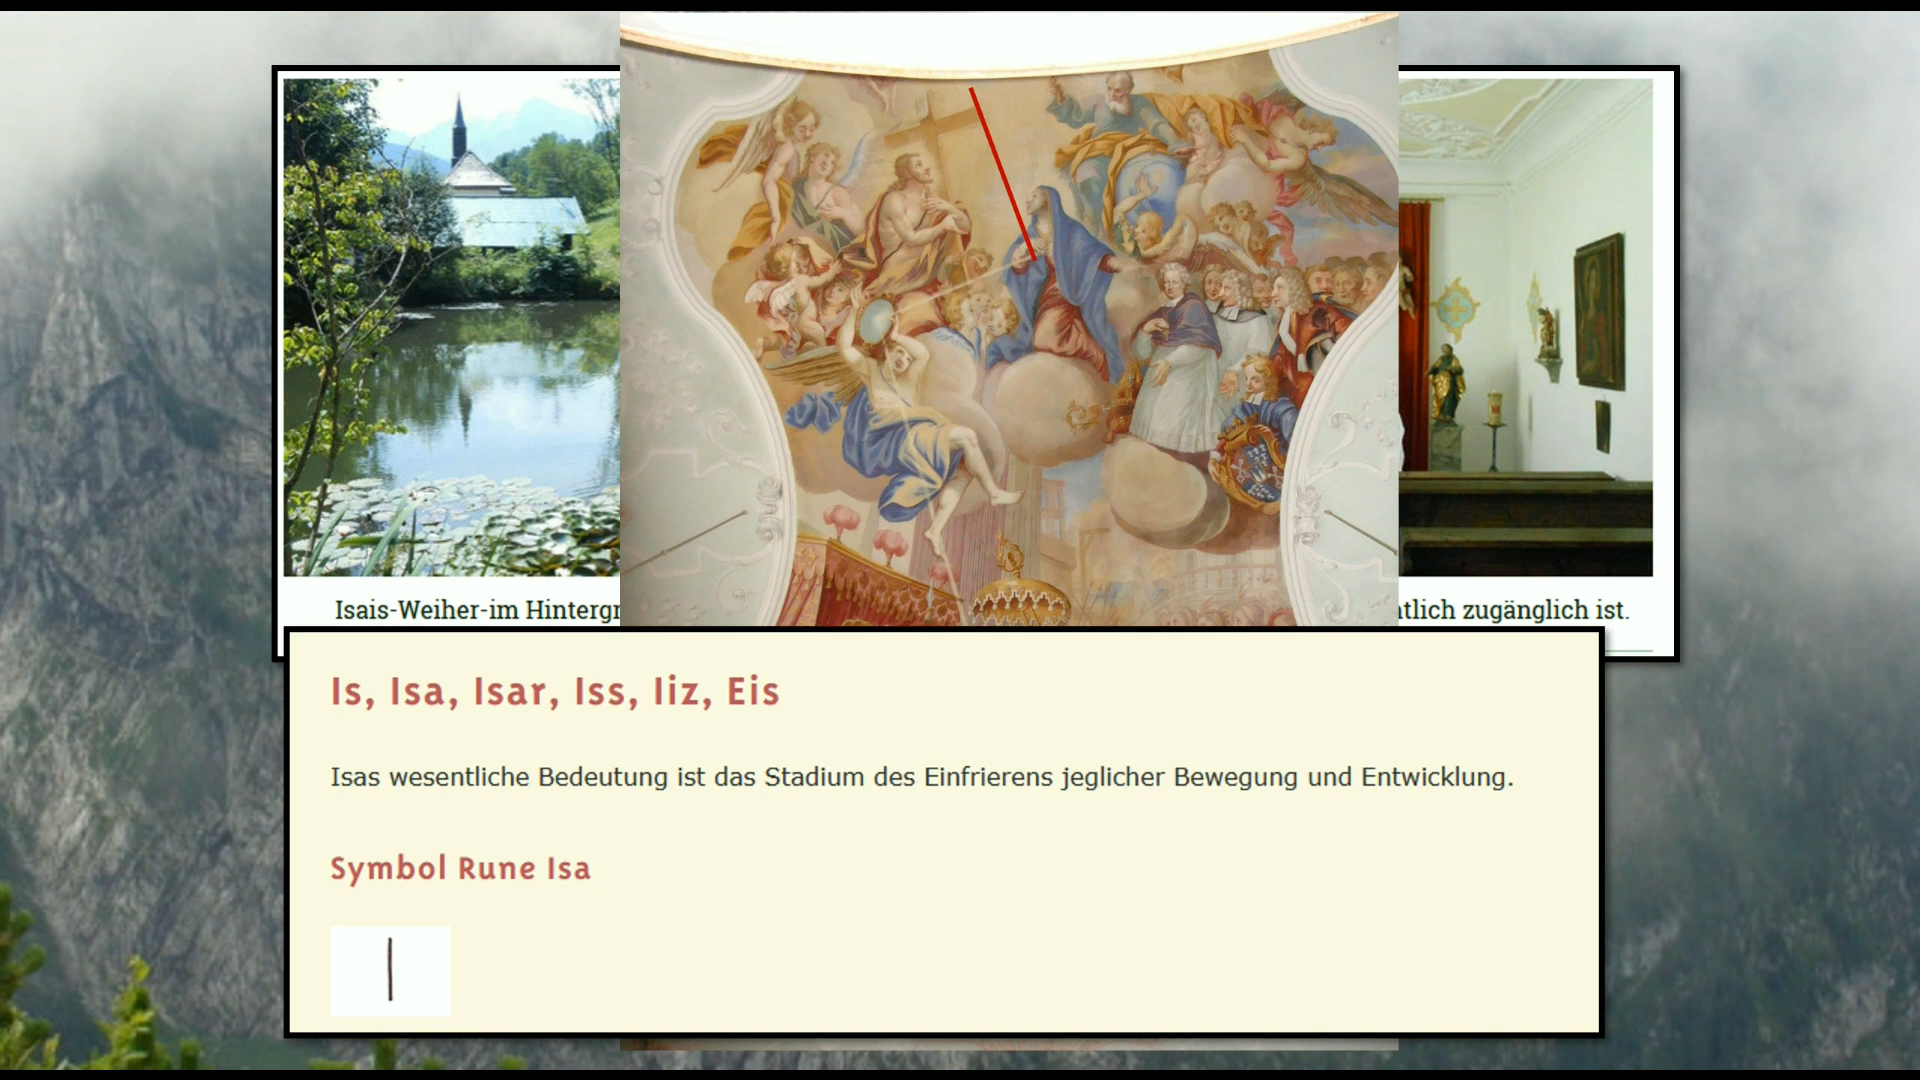 Isais-Weiher-im Hintergr
tlich zugänglich ist.
Is, Isa, Isar, Iss, Iiz, Eis
Isas wesentliche Bedeutung ist das Stadium des Einfrierens jeglicher Bewegung und Entwicklung.
Symbol Rune Isa